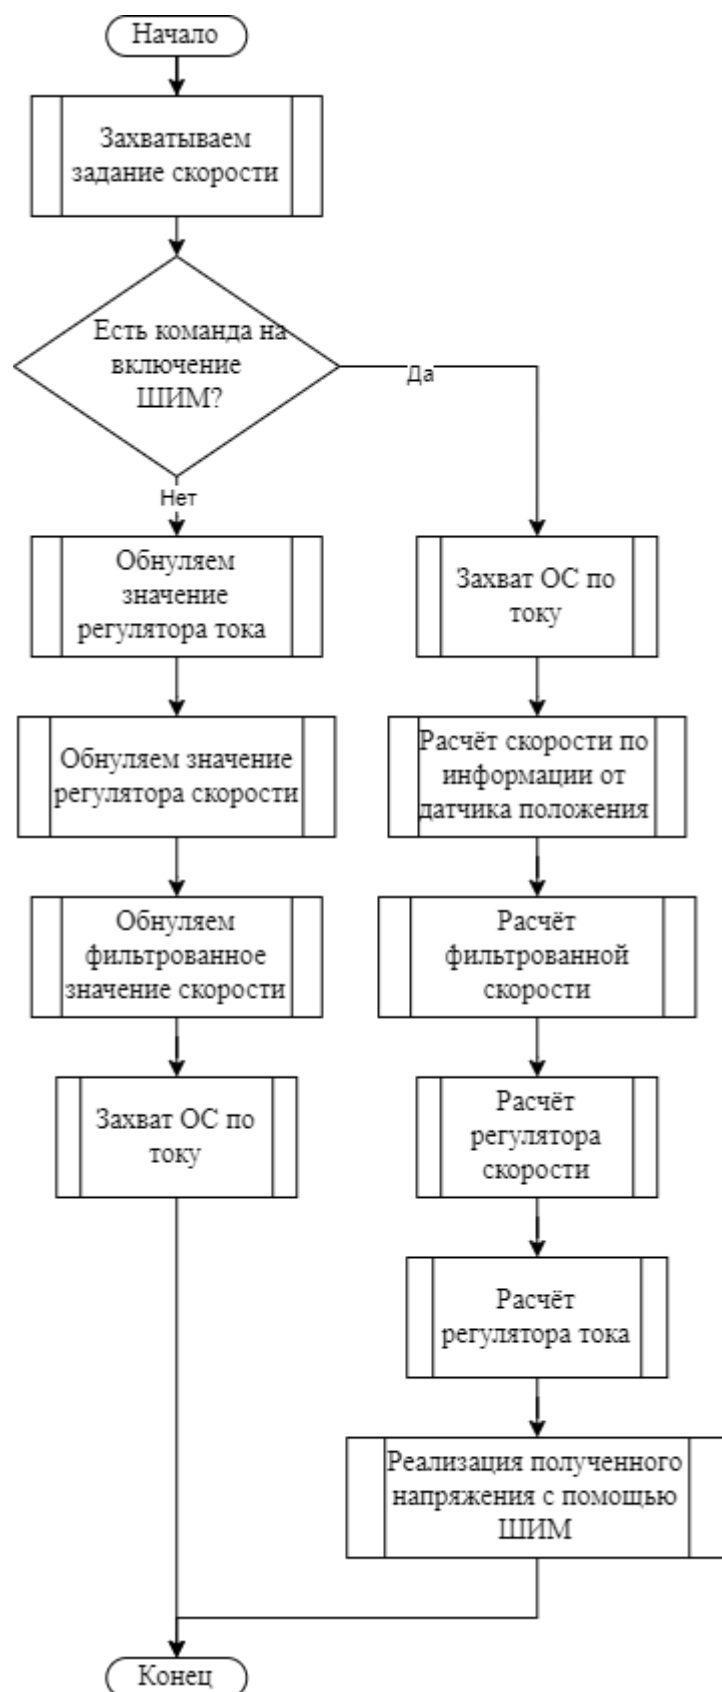 Начало
Захватываем
задание скорости
Есть команда на
включение
ШИМ?
Да
Нет
Обнуляем
значение
регулятора тока
Обнуляем значение
регулятора скорости
Обнуляем
фильтрованное
значение скорости
Захват ОС по
току
Захват ОС по
току
Расчёт скорости по
информации от
датчика положения
Расчёт
фильтрованной
скорости
Расчёт
регулятора
скорости
Расчёт
регулятора тока
Реализация полученного
напряжения с помощью
ШИМ
Конец